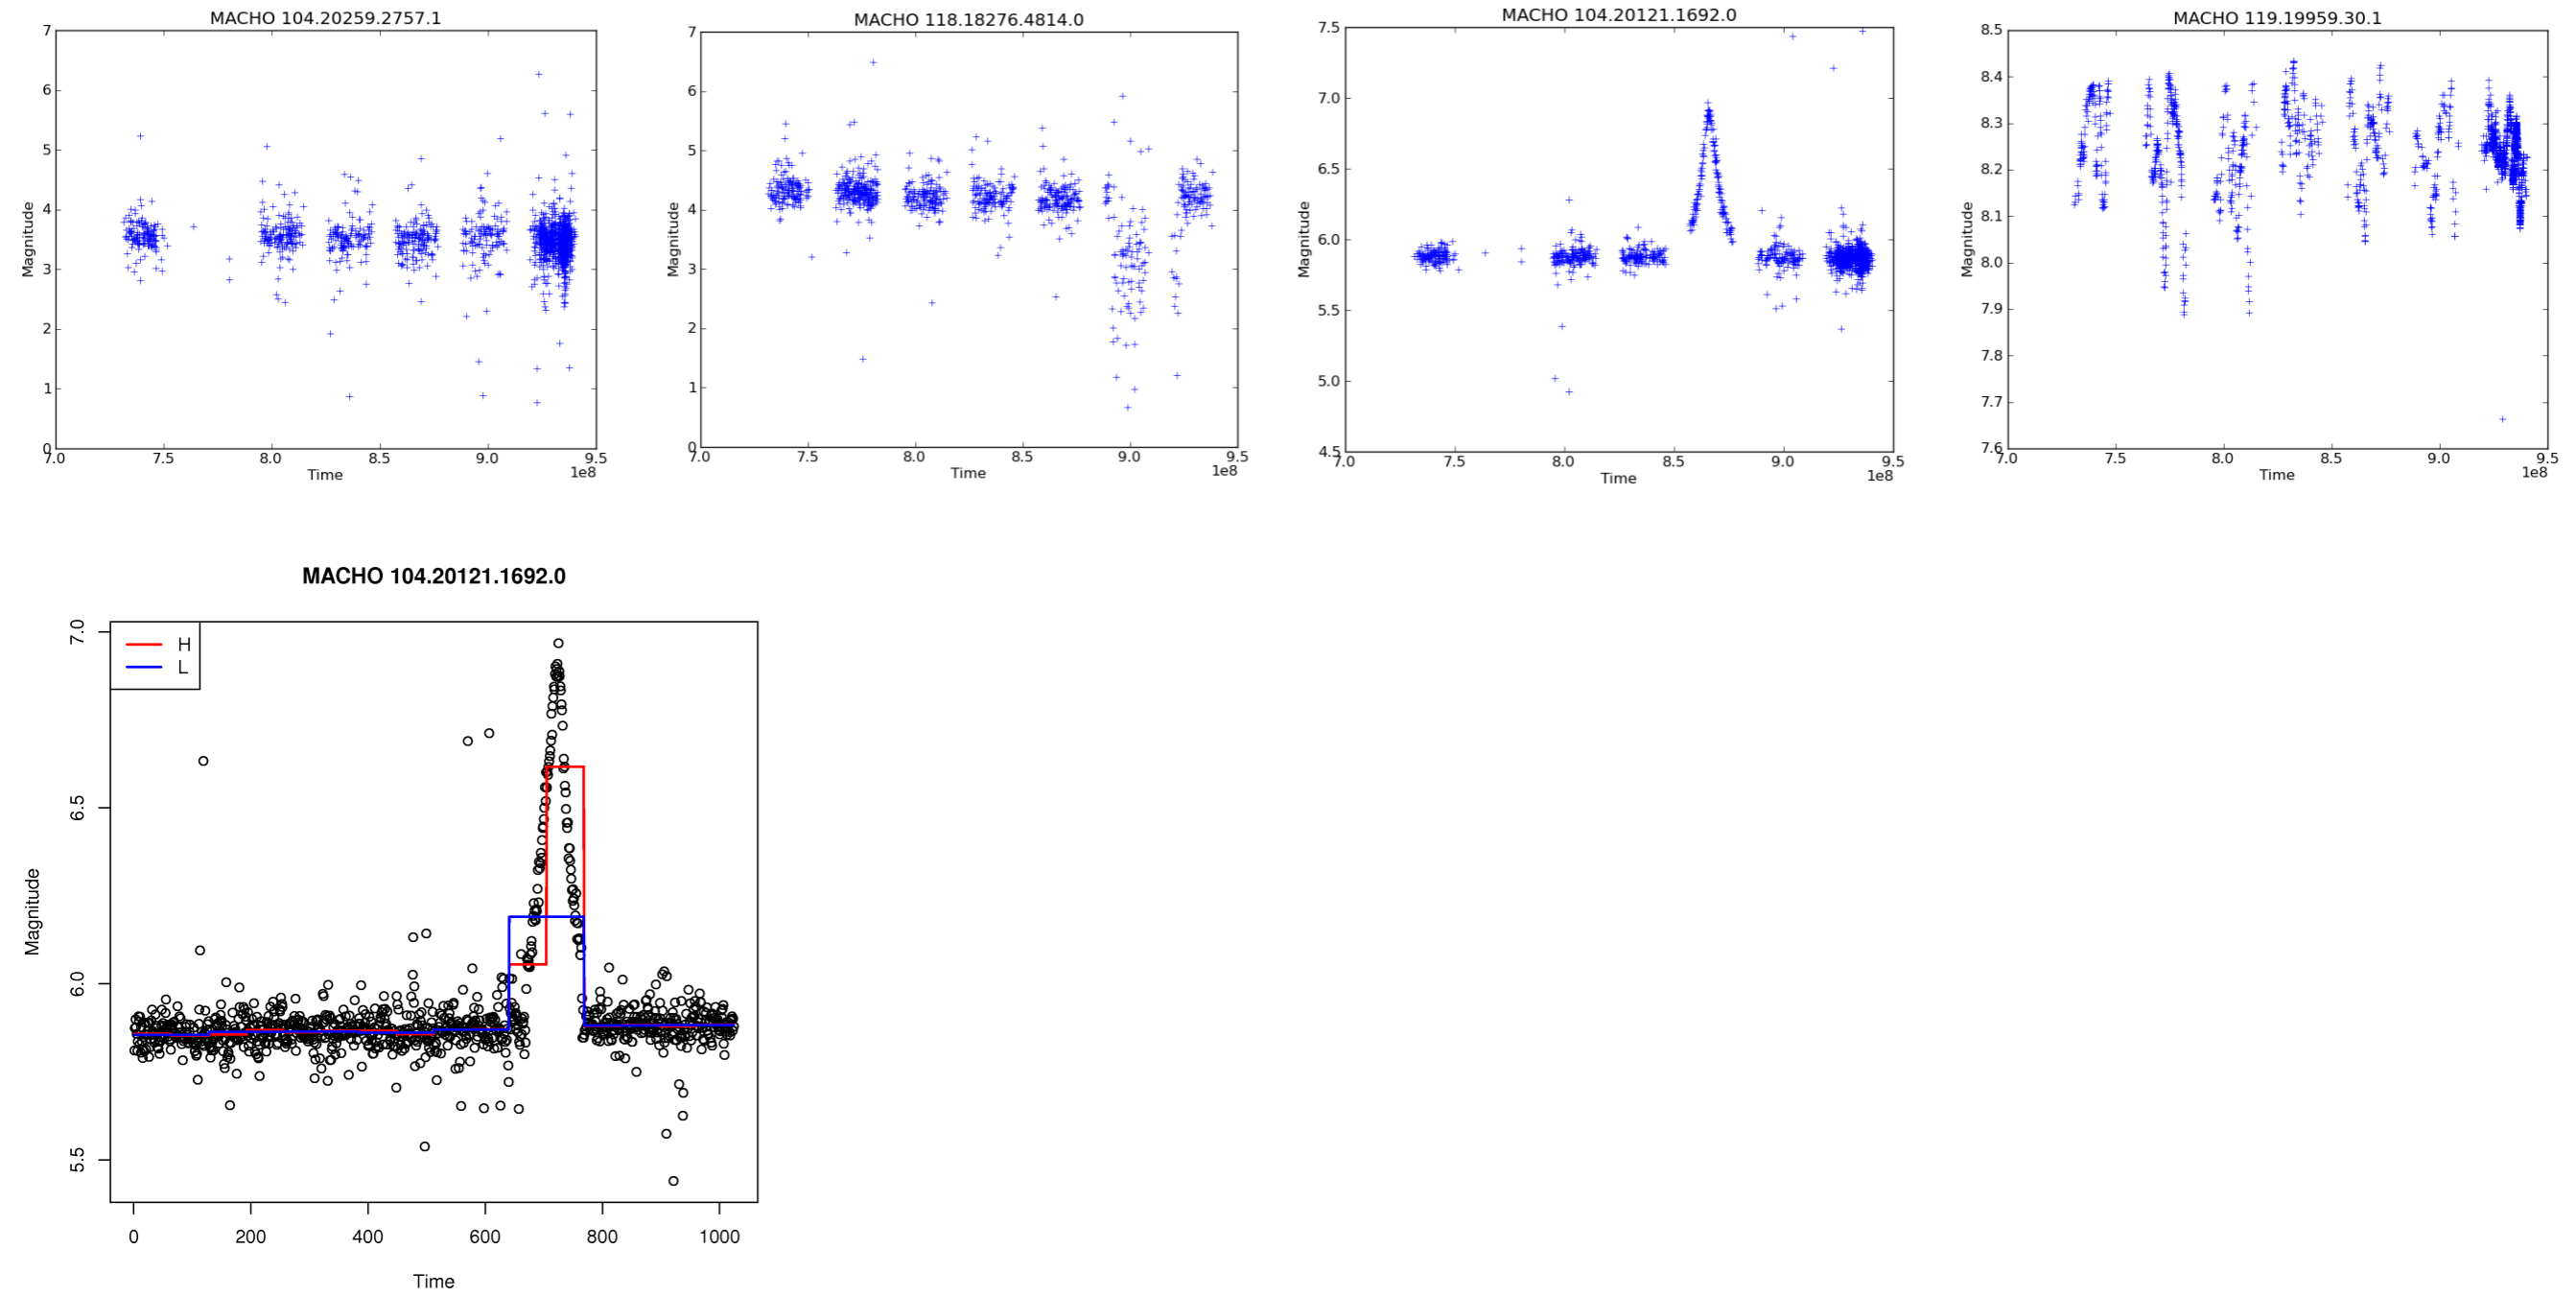 MACHO 104.20259.2757.1
7
6
5
4
3
2
1
0
Magnitude
7.0 7.5 8.0 8.5 9.0 9.5
1e8
Time
MACHO 118.18276.4814.0
7
6
5
4
3
2
1
0
Magnitude
7.0 7.5 8.0 8.5 9.0 9.5
1e8
Time
MACHO 104.20121.1692.0
7.5
7.0
6.5
6.0
5.5
5.0
4.5
Magnitude
7.0 7.5 8.0 8.5 9.0 9.5
1e8
Time
MACHO 119.19959.30.1
8.5
8.4
8.3
8.2
8.1
8.0
7.9
7.8
7.7
7.6
Magnitude
7.0 7.5 8.0 8.5 9.0 9.5
1e8
Time
MACHO 104.20121.1692.0
H
L
7.0
6.5
6.0
5.5
Magnitude
0 200 400 600 800 1000
Time